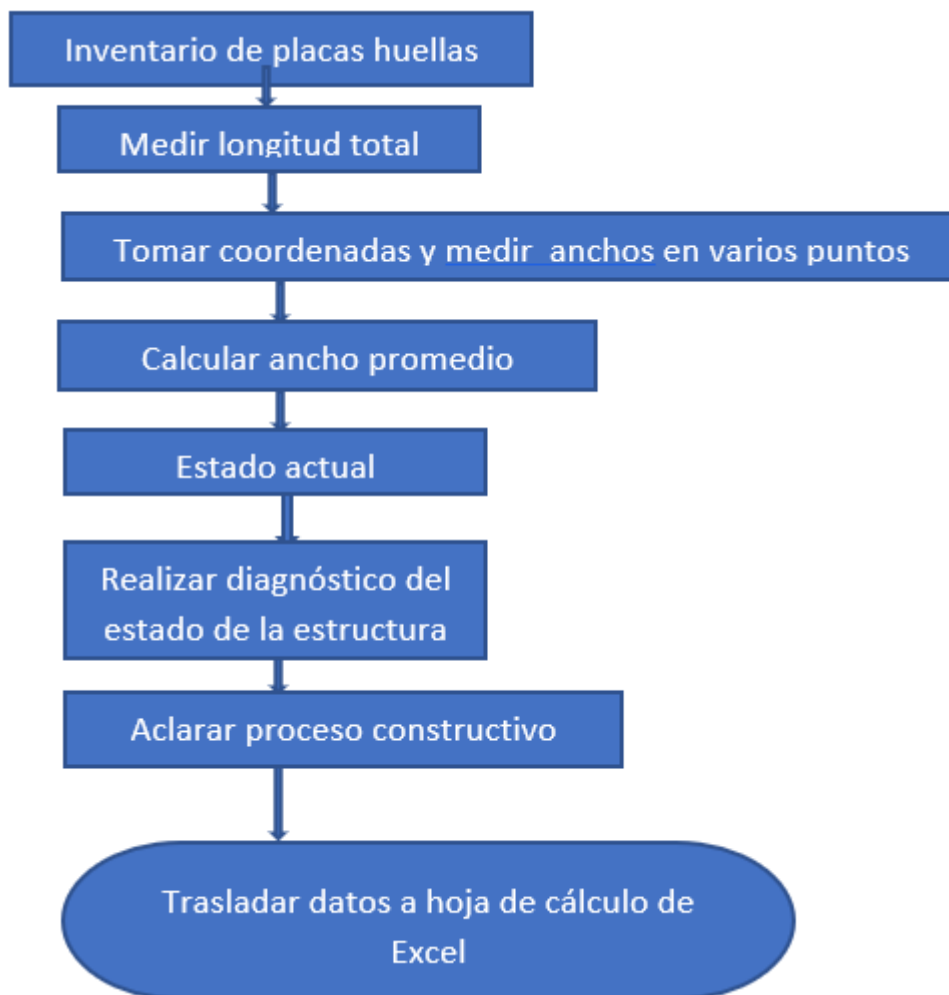 Inventario de placas huellas
Medir longitud total
Tomar coordenadas y medir  anchos en varios puntos
Calcular ancho promedio
Estado actual
Realizar diagnóstico del
estado de la estructura
Aclarar proceso constructivo
Trasladar datos a hoja de cálculo de
Excel